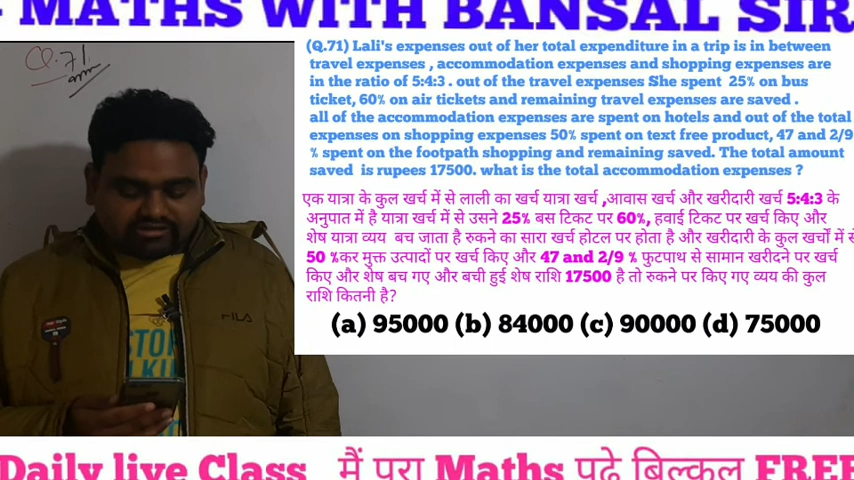 - MATHS WITH BANSAL SIR
Q.71
(Q.71) Lali's expenses out of her total expenditure in a trip is in between
travel expenses , accommodation expenses and shopping expenses are
in the ratio of 5:4:3 . out of the travel expenses She spent 25% on bus
ticket, 60% on air tickets and remaining travel expenses are saved .
all of the accommodation expenses are spent on hotels and out of the total
expenses on shopping expenses 50% spent on text free product, 47 and 2/9
% spent on the footpath shopping and remaining saved. The total amount
saved is rupees 17500. what is the total accommodation expenses ?
एक यात्रा के कुल खर्च में से लाली का खर्च यात्रा खर्च ,आवास खर्च और खरीदारी खर्च 5:4:3 के
अनुपात में है यात्रा खर्च में से उसने 25% बस टिकट पर 60%, हवाई टिकट पर खर्च किए और
शेष यात्रा व्यय बच जाता है रुकने का सारा खर्च होटल पर होता है और खरीदारी के कुल खर्चों में से
50 %कर मुक्त उत्पादों पर खर्च किए और 47 and 2/9 % फुटपाथ से सामान खरीदने पर खर्च
किए और शेष बच गए और बची हुई शेष राशि 17500 है तो रुकने पर किए गए व्यय की कुल
राशि कितनी है?
(a) 95000 (b) 84000 (c) 90000 (d) 75000
FILA
Daily live Class में पूरा Maths पढ़े बिल्कुल FREE